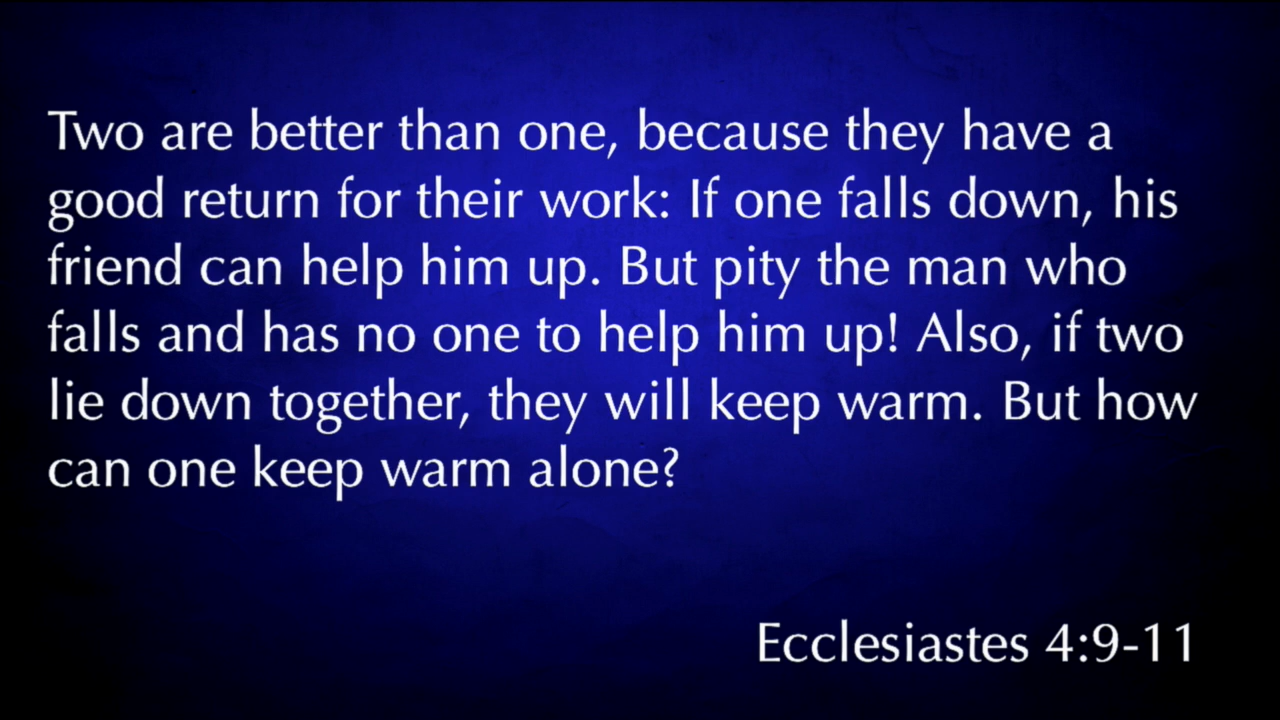 Two are better than one, because they have a
good return for their work: If one falls down, his
friend can help him up. But pity the man who
falls and has no one to help him up! Also, if two
lie down together, they will keep warm. But how
can one keep warm alone?
Ecclesiastes 4:9-11